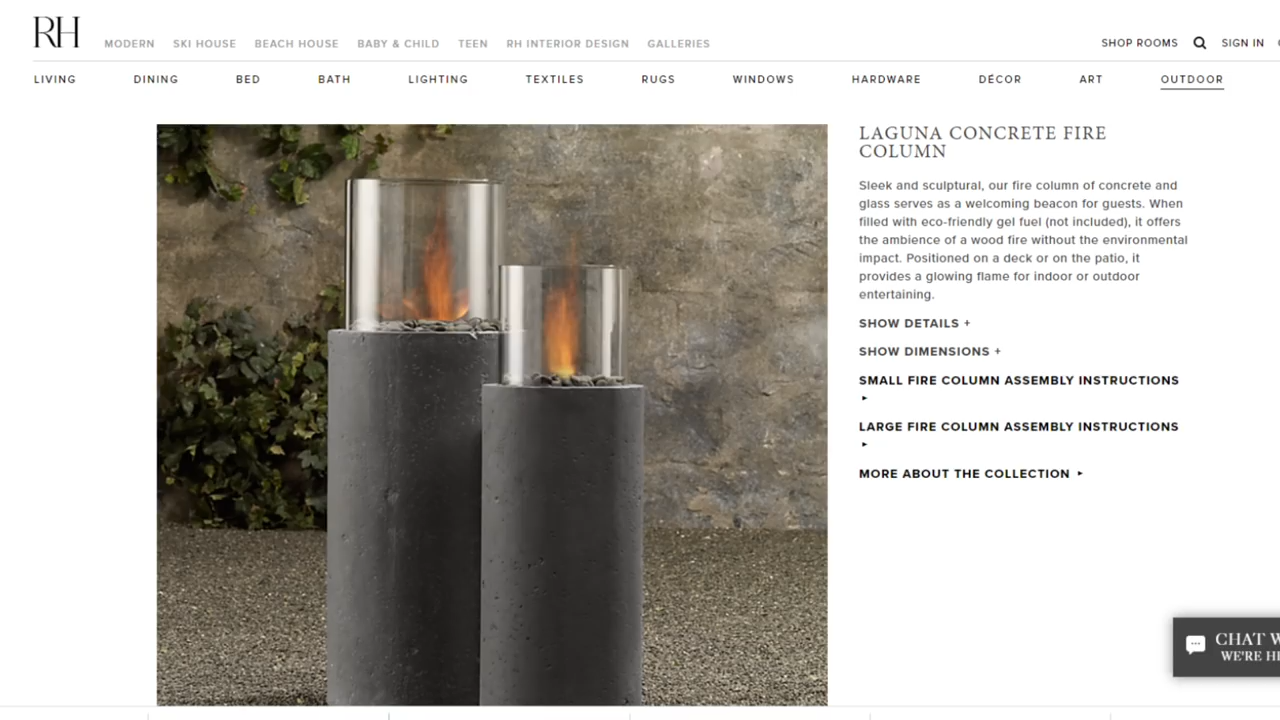 RH
MODERN SKI HOUSE BEACH HOUSE BABY & CHILD TEEN RH INTERIOR DESIGN GALLERIES
SHOP ROOMS SIGN IN
LIVING DINING BED BATH LIGHTING TEXTILES RUGS WINDOWS HARDWARE DÉCOR ART OUTDOOR
LAGUNA CONCRETE FIRE
COLUMN
Sleek and sculptural, our fire column of concrete and
glass serves as a welcoming beacon for guests. When
filled with eco-friendly gel fuel (not included), it offers
the ambience of a wood fire without the environmental
impact. Positioned on a deck or on the patio, it
provides a glowing flame for indoor or outdoor
entertaining.
SHOW DETAILS +
SHOW DIMENSIONS +
SMALL FIRE COLUMN ASSEMBLY INSTRUCTIONS
▸
LARGE FIRE COLUMN ASSEMBLY INSTRUCTIONS
▸
MORE ABOUT THE COLLECTION ▸
CHAT
WE'RE